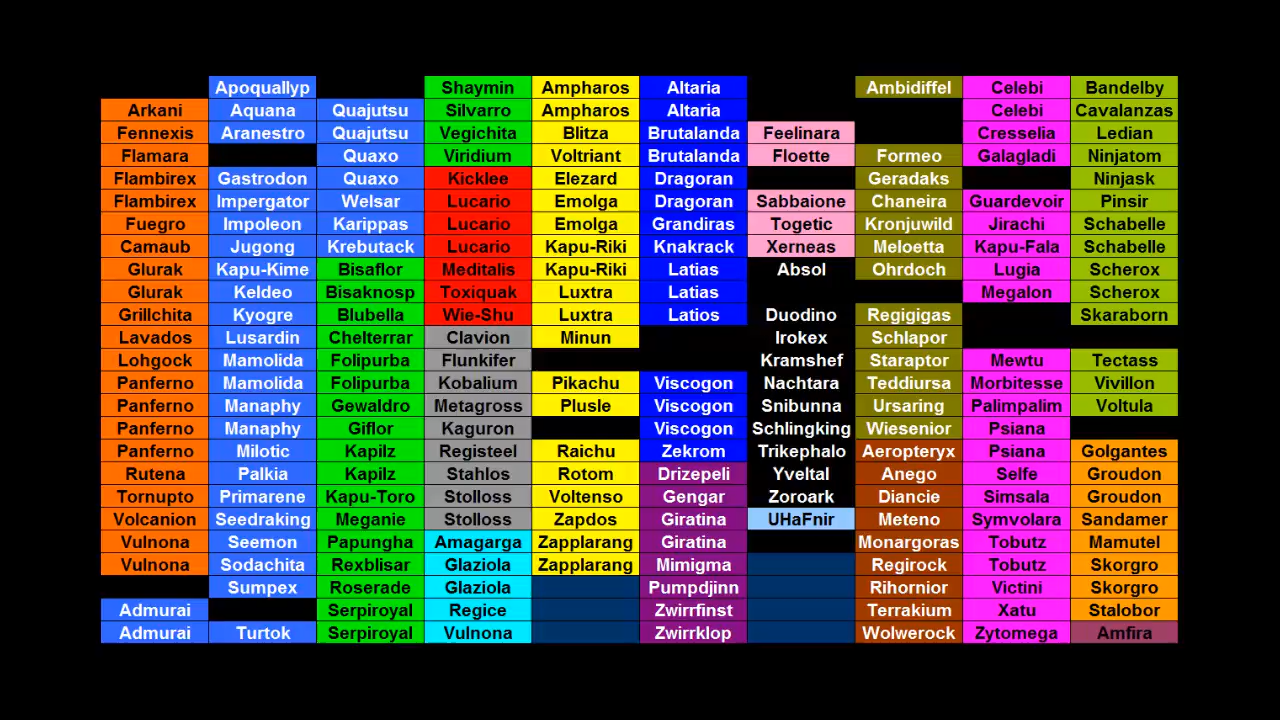 Apoquallyp Shaymin Ampharos Altaria Ambidiffel Celebi Bandelby
Arkani Aquana Quajutsu Silvarro Ampharos Altaria Celebi Cavalanzas
Fennexis Aranestro Quajutsu Vegichita Blitza Brutalanda Feelinara Cresselia Ledian
Flamara Quaxo Viridium Voltriant Brutalanda Floette Formeo Galagladi Ninjatom
Flambirex Gastrodon Quaxo Kicklee Elezard Dragoran Geradaks Ninjask
Flambirex Impergator Welsar Lucario Emolga Dragoran Sabbaione Chaneira Guardevoir Pinsir
Fuegro Impoleon Karippas Lucario Emolga Grandiras Togetic Kronjuwild Jirachi Schabelle
Camaub Jugong Krebutack Lucario Kapu-Riki Knakrack Xerneas Meloetta Kapu-Fala Schabelle
Glurak Kapu-Kime Bisaflor Meditalis Kapu-Riki Latias Absol Ohrdoch Lugia Scherox
Glurak Keldeo Bisaknosp Toxiquak Luxtra Latias Megalon Scherox
Grillchita Kyogre Blubella Wie-Shu Luxtra Latios Duodino Regigigas Skaraborn
Lavados Lusardin Chelterrar Clavion Minun Irokex Schlapor
Lohgock Mamolida Folipurba Flunkifer Kramshef Staraptor Mewtu Tectass
Panferno Mamolida Folipurba Kobalium Pikachu Viscogon Nachtara Teddiursa Morbitesse Vivillon
Panferno Manaphy Gewaldro Metagross Plusle Viscogon Snibunna Ursaring Palimpalim Voltula
Panferno Manaphy Giflor Kaguron Viscogon Schlingking Wiesenior Psiana
Panferno Milotic Kapilz Registeel Raichu Zekrom Trikephalo Aeropteryx Psiana Golgantes
Rutena Palkia Kapilz Stahlos Rotom Drizepeli Yveltal Anego Selfe Groudon
Tornupto Primarene Kapu-Toro Stolloss Voltenso Gengar Zoroark Diancie Simsala Groudon
Volcanion Seedraking Meganie Stolloss Zapdos Giratina UHaFnir Meteno Symvolara Sandamer
Vulnona Seemon Papungha Amagarga Zapplarang Giratina Monargoras Tobutz Mamutel
Vulnona Sodachita Rexblisar Glaziola Zapplarang Mimigma Regirock Tobutz Skorgro
Sumpex Roserade Glaziola Pumpdjinn Rihornior Victini Skorgro
Admurai Serpiroyal Regice Zwirrfinst Terrakium Xatu Stalobor
Admurai Turtok Serpiroyal Vulnona Zwirrklop Wolwerock Zytomega Amfira